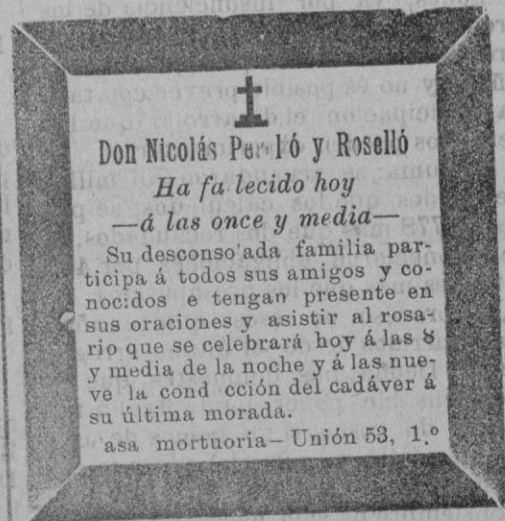 Don Nicolás Per ló y Roselló
Ha fa lecido hoy
—á las once y media—
Su desconso'ada familia par-
ticipa á todos sus amigos y co-
nocidos e tengan presente en
sus oraciones y asistir al rosa-
rio que se celebrará hoy á las 8
y media de la noche y á las nue-
ve la cond cción del cadáver á
su última morada.
asa mortuoria—Unión 53, 1.º